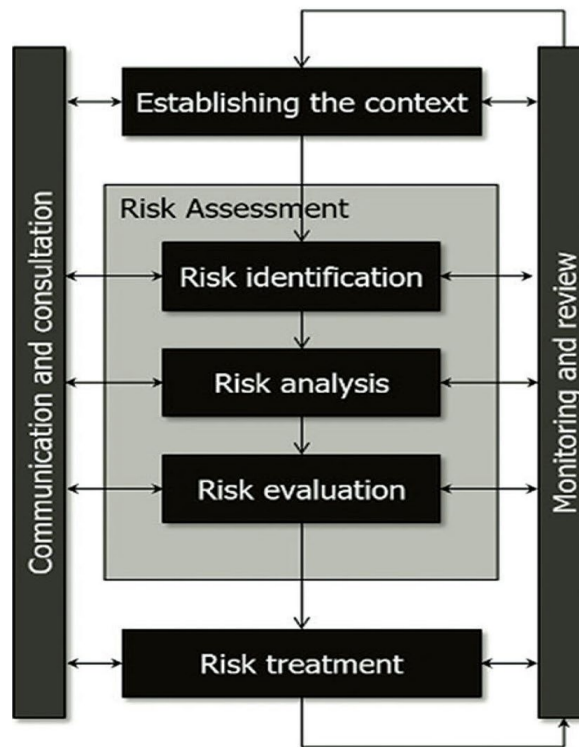 Establishing the context
Risk Assessment
Risk identification
Risk analysis
Risk evaluation
Risk treatment
Communication and consultation
Monitoring and review